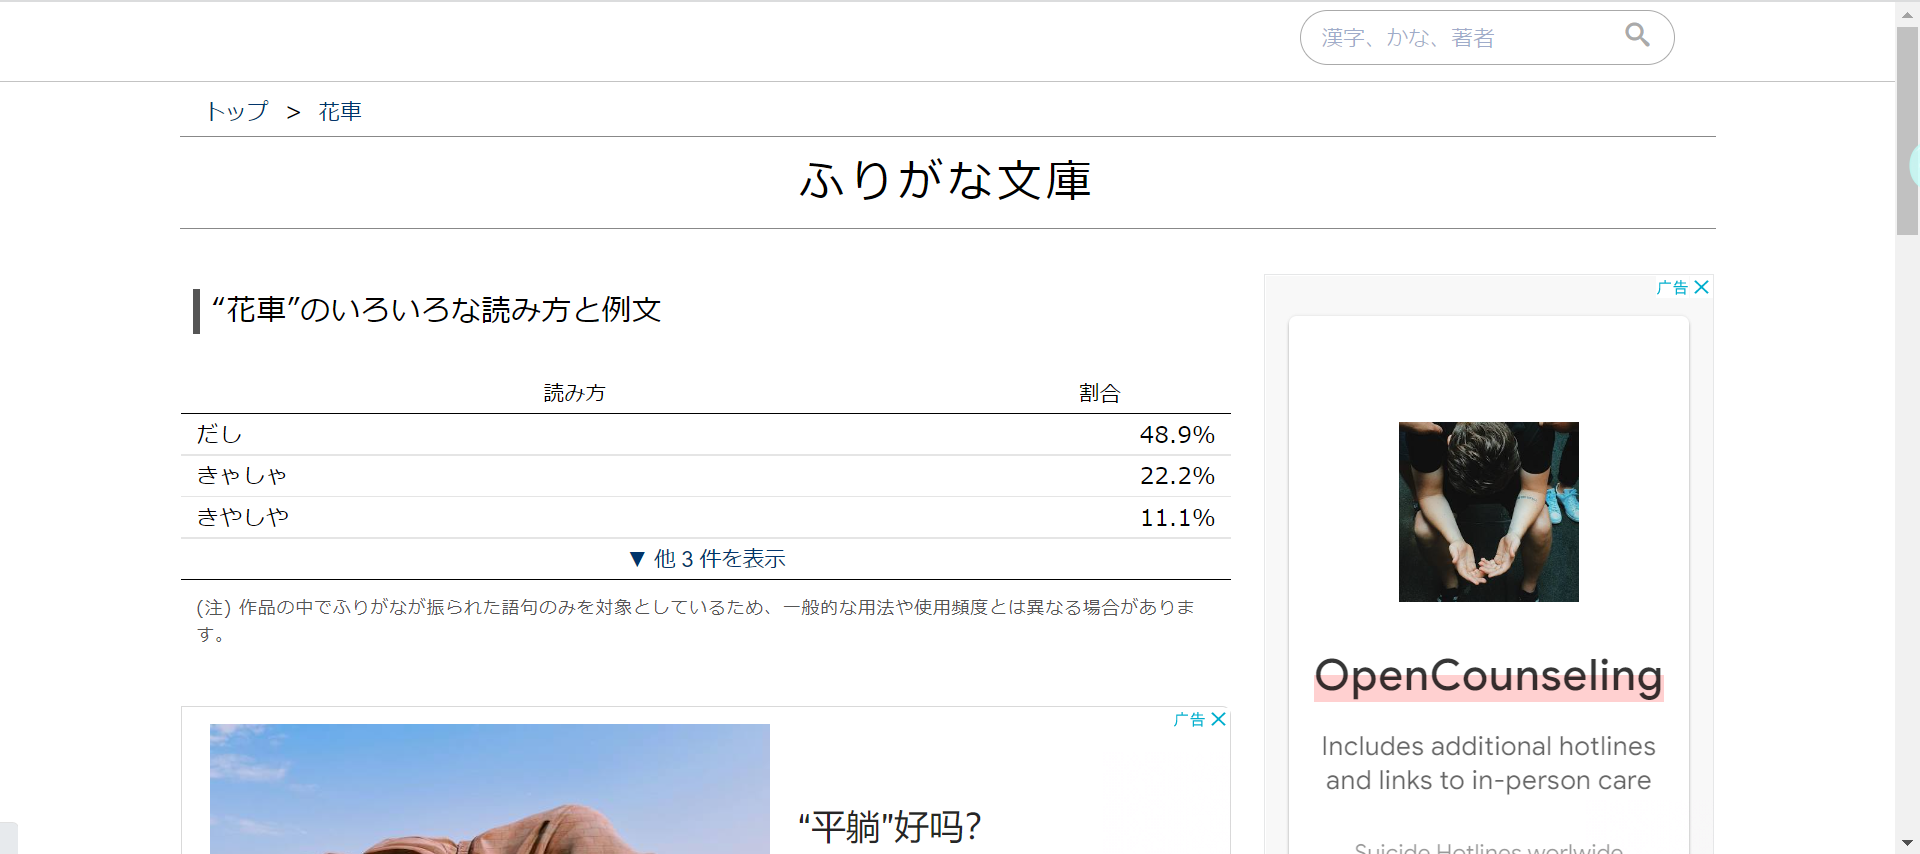 漢字、かな、著者
トップ > 花車
ふりがな文庫
“花車”のいろいろな読み方と例文
読み方 割合
だし 48.9%
きゃしゃ 22.2%
きやしや 11.1%
▼ 他 3 件を表示
(注) 作品の中でふりがなが振られた語句のみを対象としているため、一般的な用法や使用頻度とは異なる場合がありま
す。
广告
“平躺”好吗?
广告
OpenCounseling
Includes additional hotlines
and links to in-person care
Suicide Hotlines worlwide